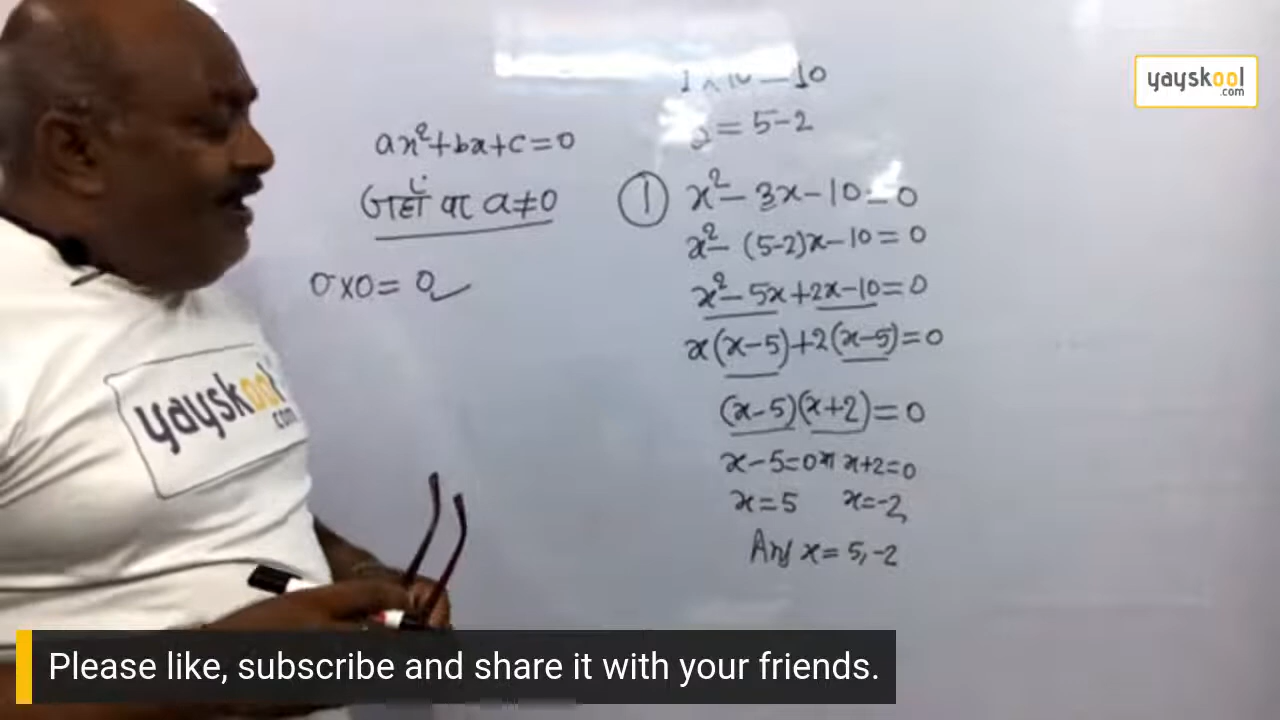 yayskool
.com
1 × 10 = 10
= 5-2
ax²+bx+c=0
जहाँ पर a≠0
0×0= 0✓
① x²-3x-10=0
x²-(5-2)x-10=0
x²-5x+2x-10=0
x(x-5)+2(x-5)=0
(x-5)(x+2)=0
x-5=0 या x+2=0
x=5 x=-2
Ans x=5,-2
yayskool
.com
Please like, subscribe and share it with your friends.